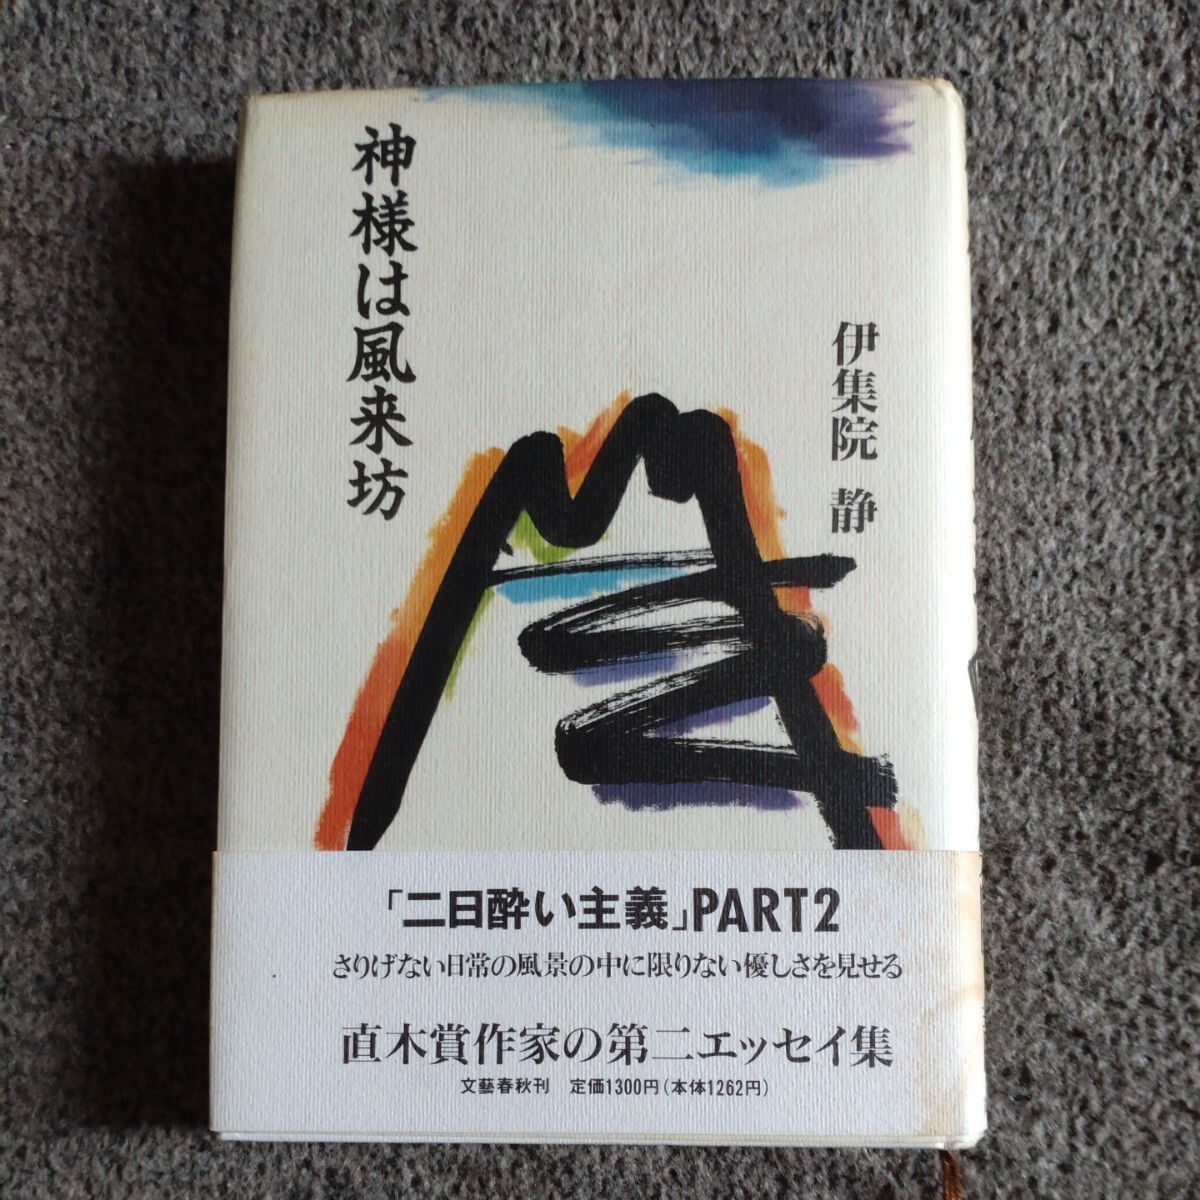 神様は風来坊
伊集院 静
「二日酔い主義」PART2
さりげない日常の風景の中に限りない優しさを見せる
直木賞作家の第二エッセイ集
文藝春秋刊 定価1300円(本体1262円)